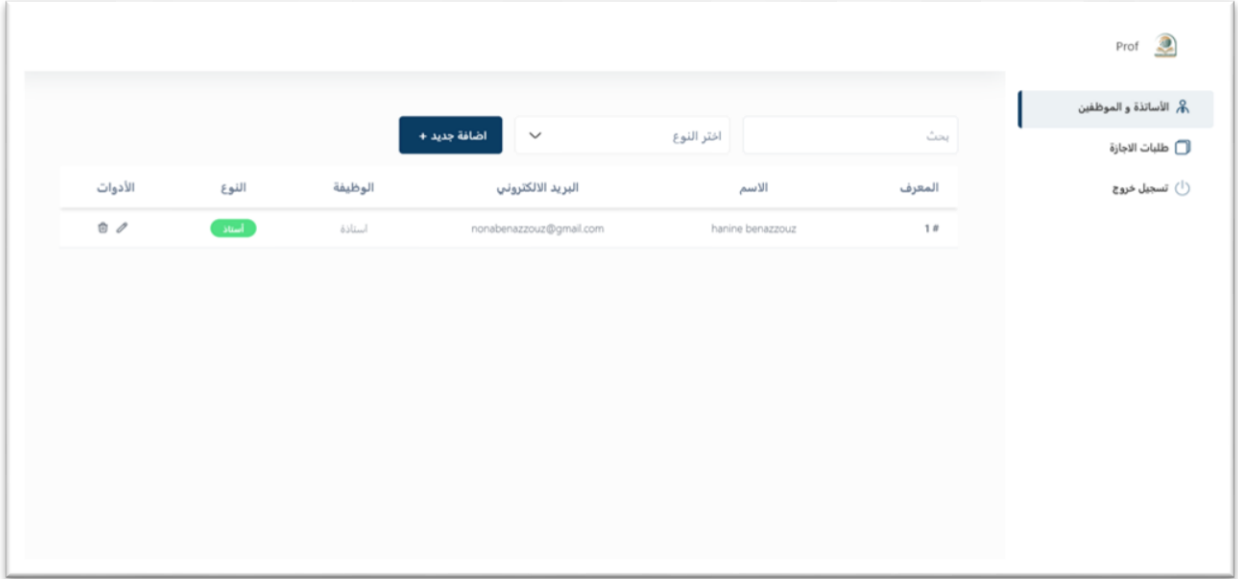 Prof
الأساتذة و الموظفين
طلبات الاجازة
تسجيل خروج
بحث
اختر النوع
اضافة جديد +
المعرف الاسم البريد الالكتروني الوظيفة النوع الأدوات
# 1 hanine benazzouz nonabenazzouz@gmail.com استاذة أستاذ